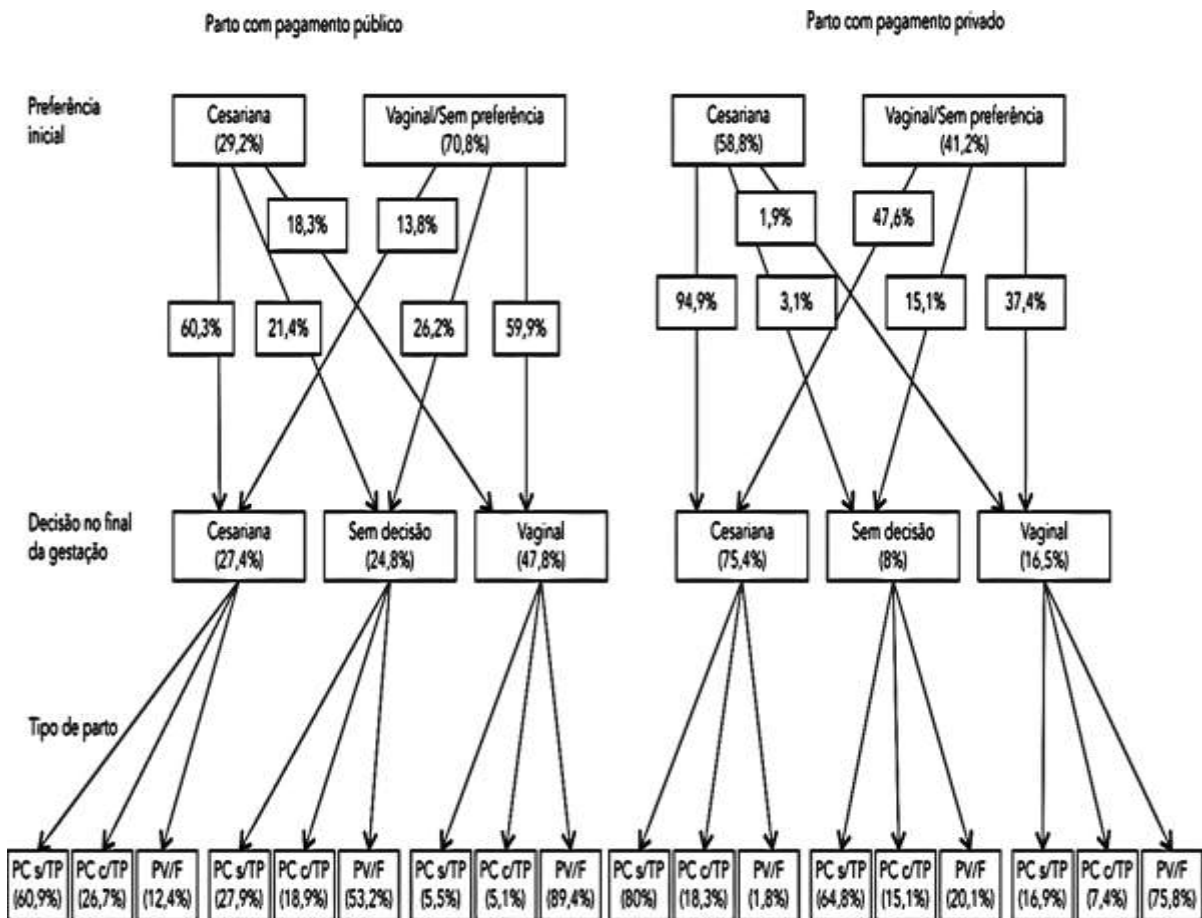 Parto com pagamento público
Parto com pagamento privado
Preferência
inicial
Cesariana
(29,2%)
Vaginal/Sem preferência
(70,8%)
Cesariana
(58,8%)
Vaginal/Sem preferência
(41,2%)
18,3%
13,8%
1,9%
47,6%
60,3%
21,4%
26,2%
59,9%
94,9%
3,1%
15,1%
37,4%
Decisão no final
da gestação
Cesariana
(27,4%)
Sem decisão
(24,8%)
Vaginal
(47,8%)
Cesariana
(75,4%)
Sem decisão
(8%)
Vaginal
(16,5%)
Tipo de parto
PC s/TP
(60,9%)
PC c/TP
(26,7%)
PV/F
(12,4%)
PC s/TP
(27,9%)
PC c/TP
(18,9%)
PV/F
(53,2%)
PC s/TP
(5,5%)
PC c/TP
(5,1%)
PV/F
(89,4%)
PC s/TP
(80%)
PC c/TP
(18,3%)
PV/F
(1,8%)
PC s/TP
(64,8%)
PC c/TP
(15,1%)
PV/F
(20,1%)
PC s/TP
(16,9%)
PC c/TP
(7,4%)
PV/F
(75,8%)